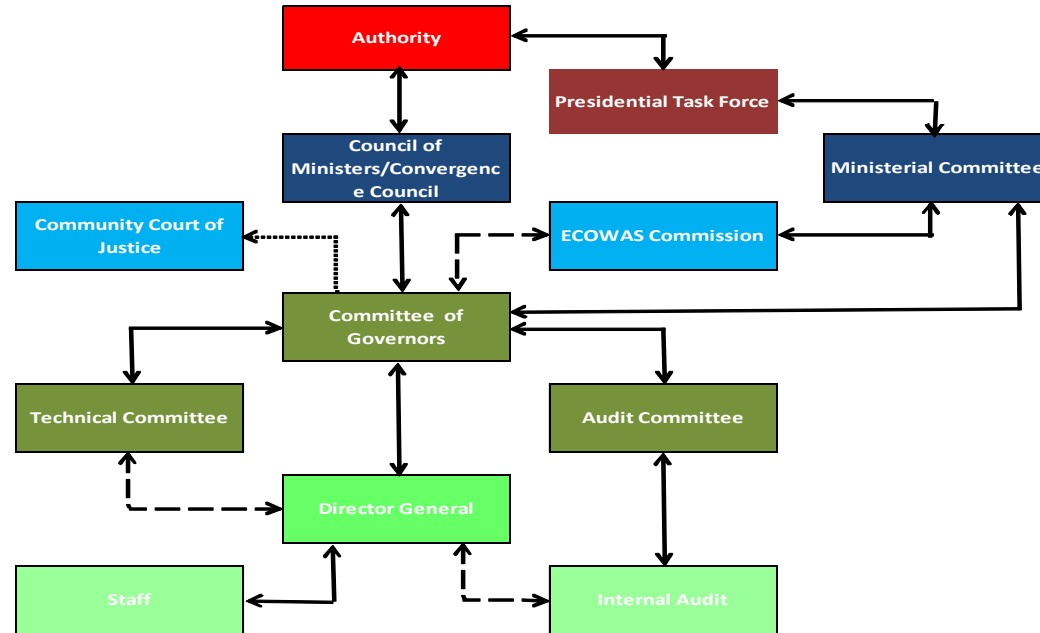 Authority
Presidential Task Force
Council of
Ministers/Convergenc
e Council
Ministerial Committee
Community Court of
Justice
ECOWAS Commission
Committee of
Governors
Technical Committee
Audit Committee
Director General
Staff
Internal Audit